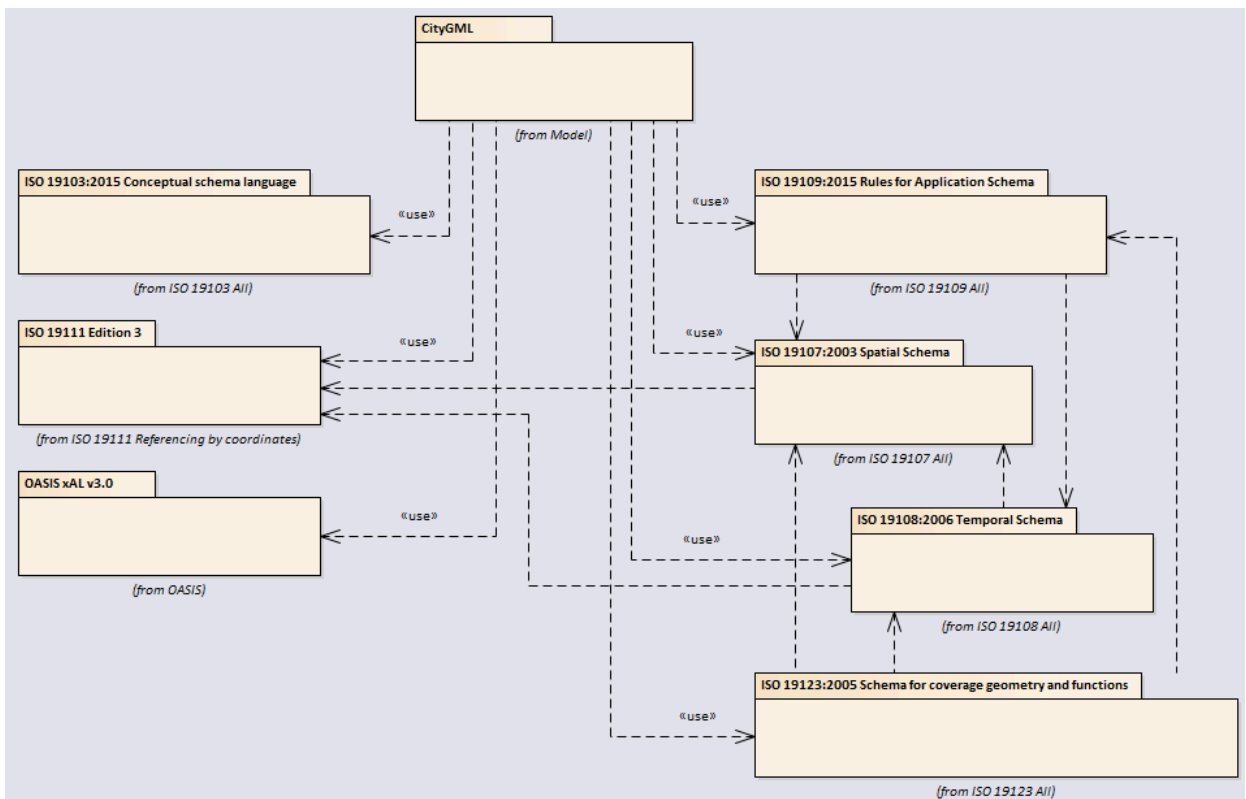 CityGML
(from Model)
ISO 19103:2015 Conceptual schema language
«use»
(from ISO 19103 All)
ISO 19109:2015 Rules for Application Schema
«use»
(from ISO 19109 All)
ISO 19111 Edition 3
«use»
(from ISO 19111 Referencing by coordinates)
«use»
ISO 19107:2003 Spatial Schema
(from ISO 19107 All)
OASIS xAL v3.0
«use»
(from OASIS)
ISO 19108:2006 Temporal Schema
«use»
(from ISO 19108 All)
ISO 19123:2005 Schema for coverage geometry and functions
«use»
(from ISO 19123 All)